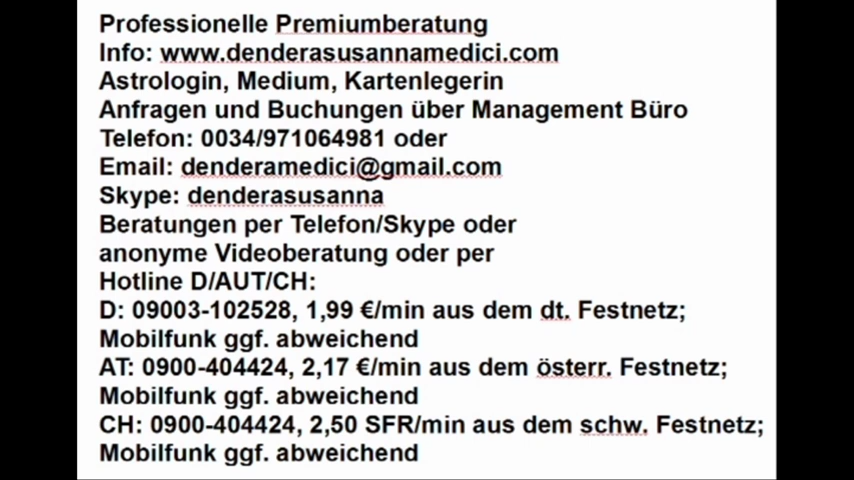 Professionelle Premiumberatung
Info: www.denderasusannamedici.com
Astrologin, Medium, Kartenlegerin
Anfragen und Buchungen über Management Büro
Telefon: 0034/971064981 oder
Email: denderamedici@gmail.com
Skype: denderasusanna
Beratungen per Telefon/Skype oder
anonyme Videoberatung oder per
Hotline D/AUT/CH:
D: 09003-102528, 1,99 €/min aus dem dt. Festnetz;
Mobilfunk ggf. abweichend
AT: 0900-404424, 2,17 €/min aus dem österr. Festnetz;
Mobilfunk ggf. abweichend
CH: 0900-404424, 2,50 SFR/min aus dem schw. Festnetz;
Mobilfunk ggf. abweichend